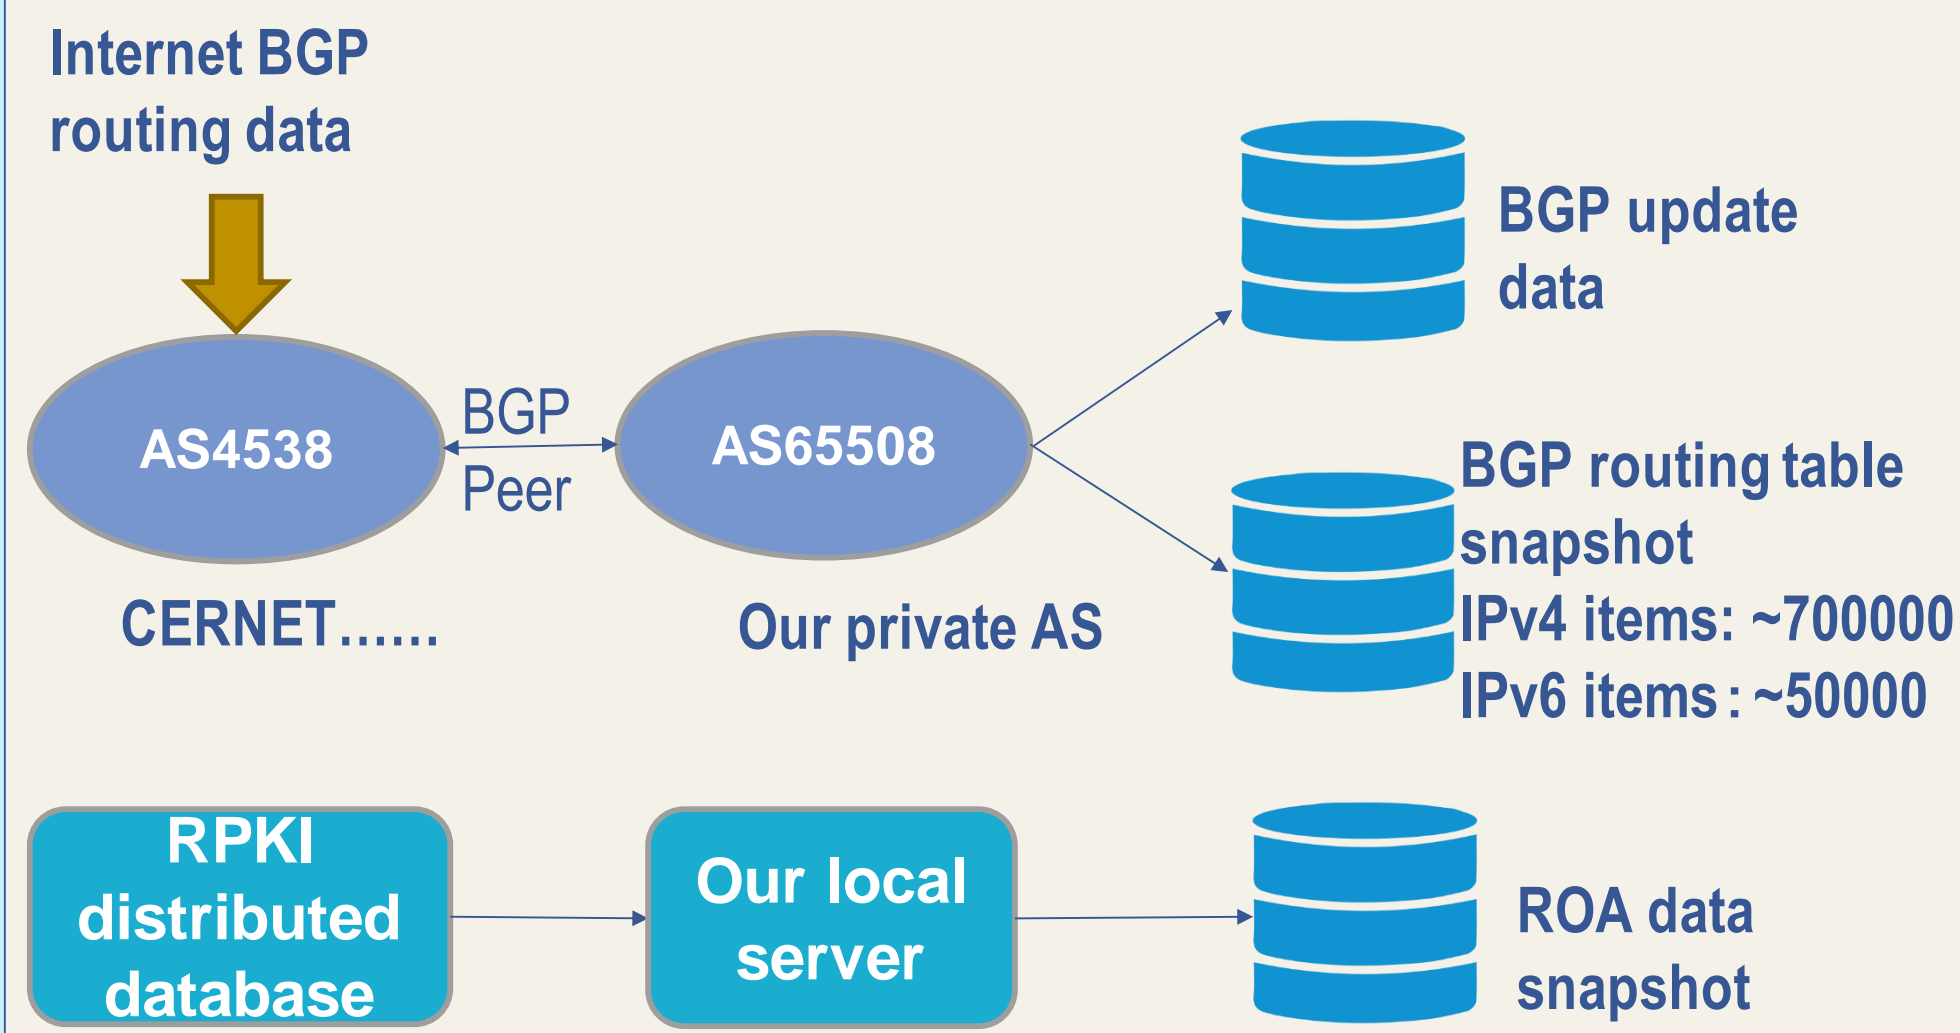 Internet BGP
routing data
BGP update
data
AS4538
BGP
Peer
AS65508
BGP routing table
snapshot
IPv4 items: ~700000
IPv6 items : ~50000
CERNET……
Our private AS
RPKI
distributed
database
Our local
server
ROA data
snapshot